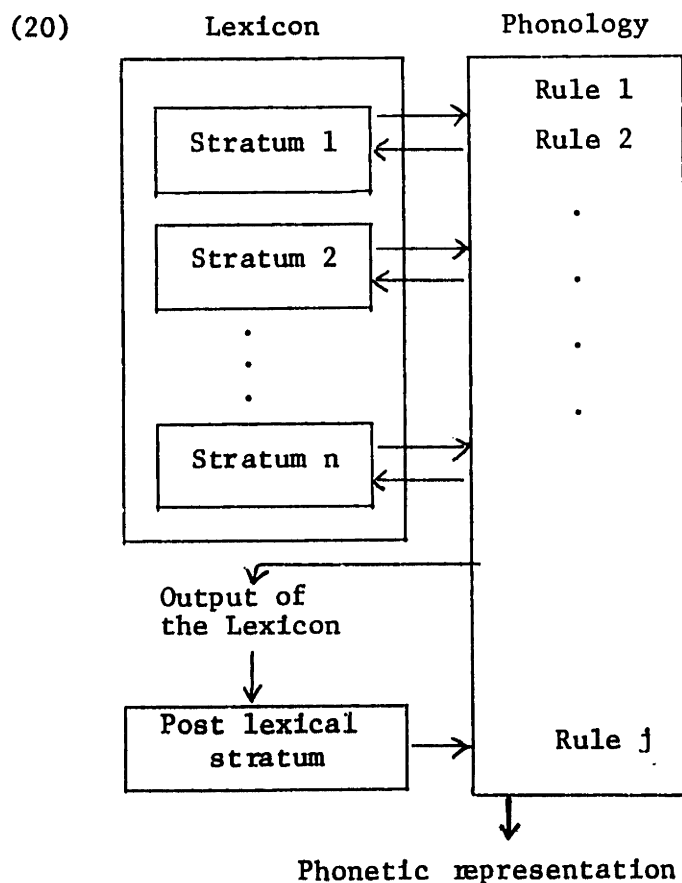 (20) Lexicon Phonology
Rule 1
Stratum 1 Rule 2
Stratum 2
Stratum n
Output of
the Lexicon
Post lexical
stratum
Rule j
Phonetic representation